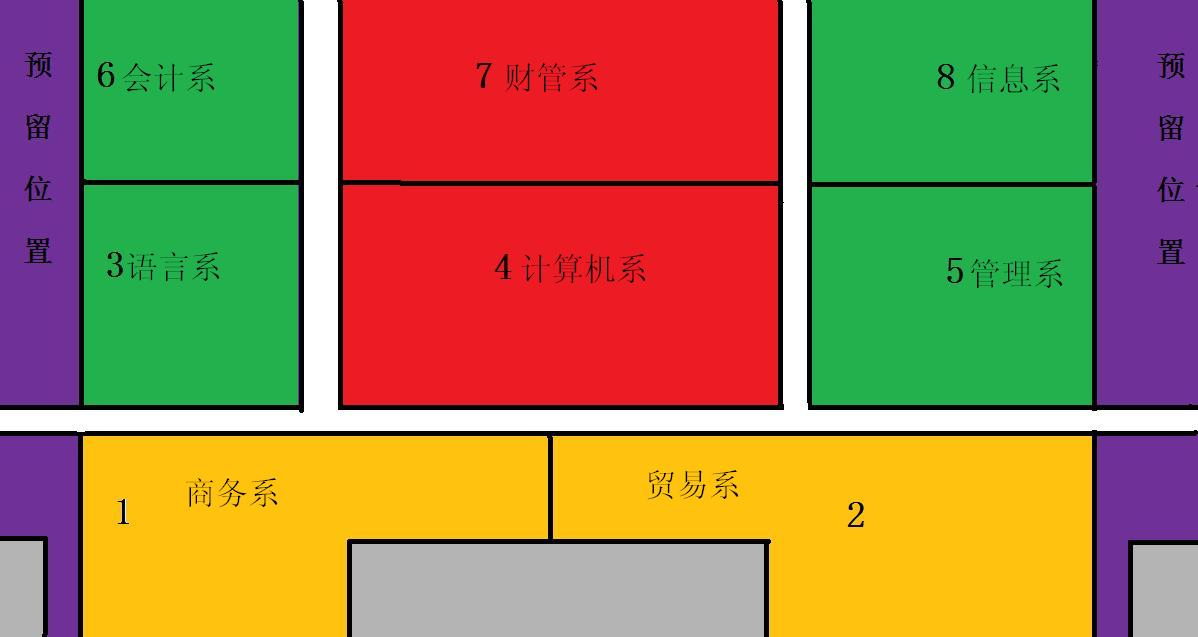 预留位置
6 会计系
7 财管系
8 信息系
预留位置
3语言系
4 计算机系
5管理系
1 商务系
贸易系 2